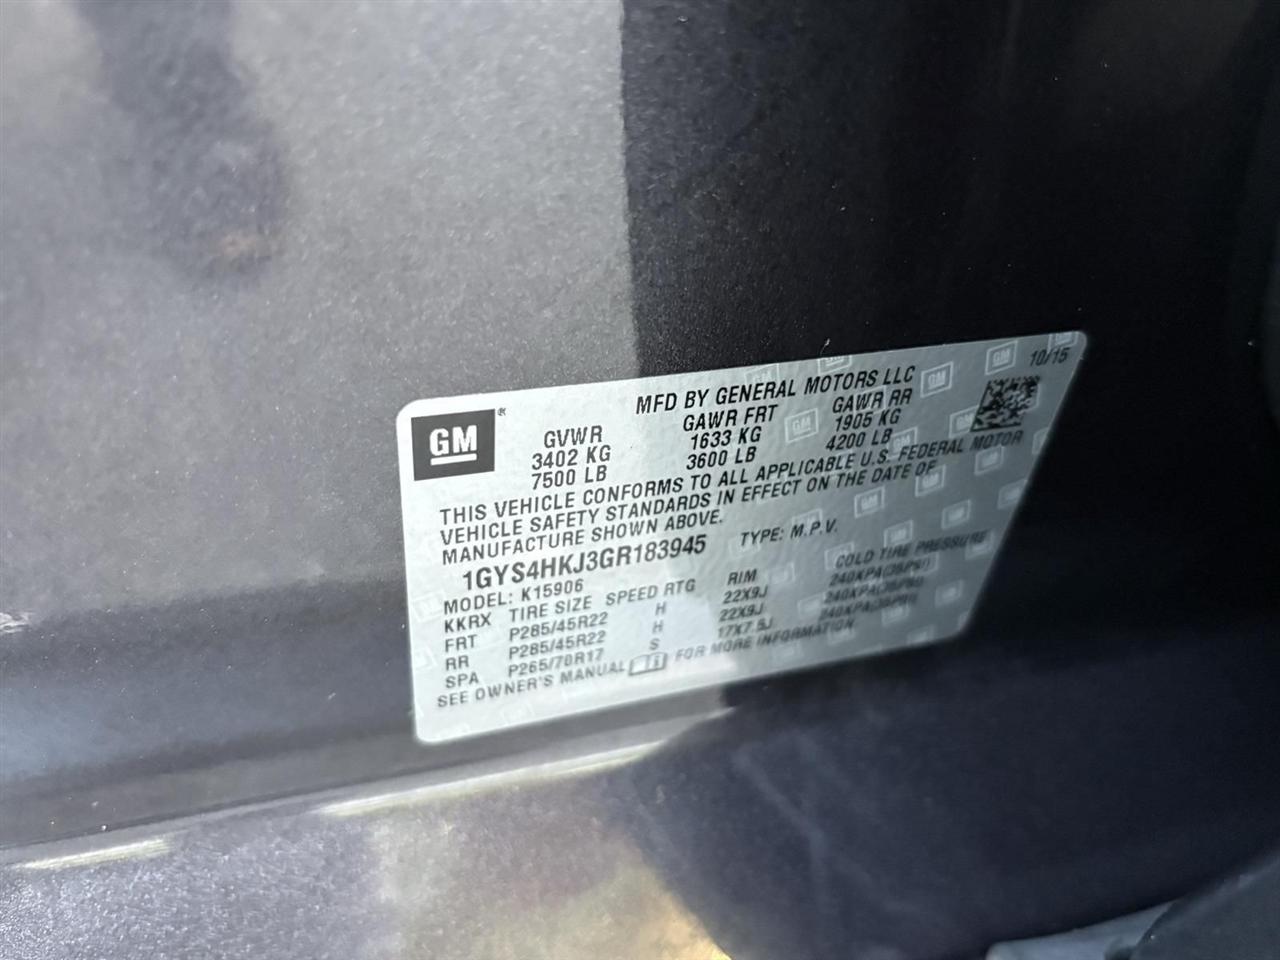 10/15
MFD BY GENERAL MOTORS LLC
GM®
GVWR GAWR FRT GAWR RR
3402 KG 1633 KG 1905 KG
7500 LB 3600 LB 4200 LB
THIS VEHICLE CONFORMS TO ALL APPLICABLE U.S. FEDERAL MOTOR
VEHICLE SAFETY STANDARDS IN EFFECT ON THE DATE OF
MANUFACTURE SHOWN ABOVE.
1GYS4HKJ3GR183945 TYPE: M.P.V.
MODEL: K15906
KKRX TIRE SIZE SPEED RTG RIM COLD TIRE PRESSURE
FRT P285/45R22 H 22X9J 240KPA(35PSI)
RR P285/45R22 H 22X9J 240KPA(35PSI)
SPA P265/70R17 S 17X7.5J 240KPA(35PSI)
SEE OWNER'S MANUAL FOR MORE INFORMATION